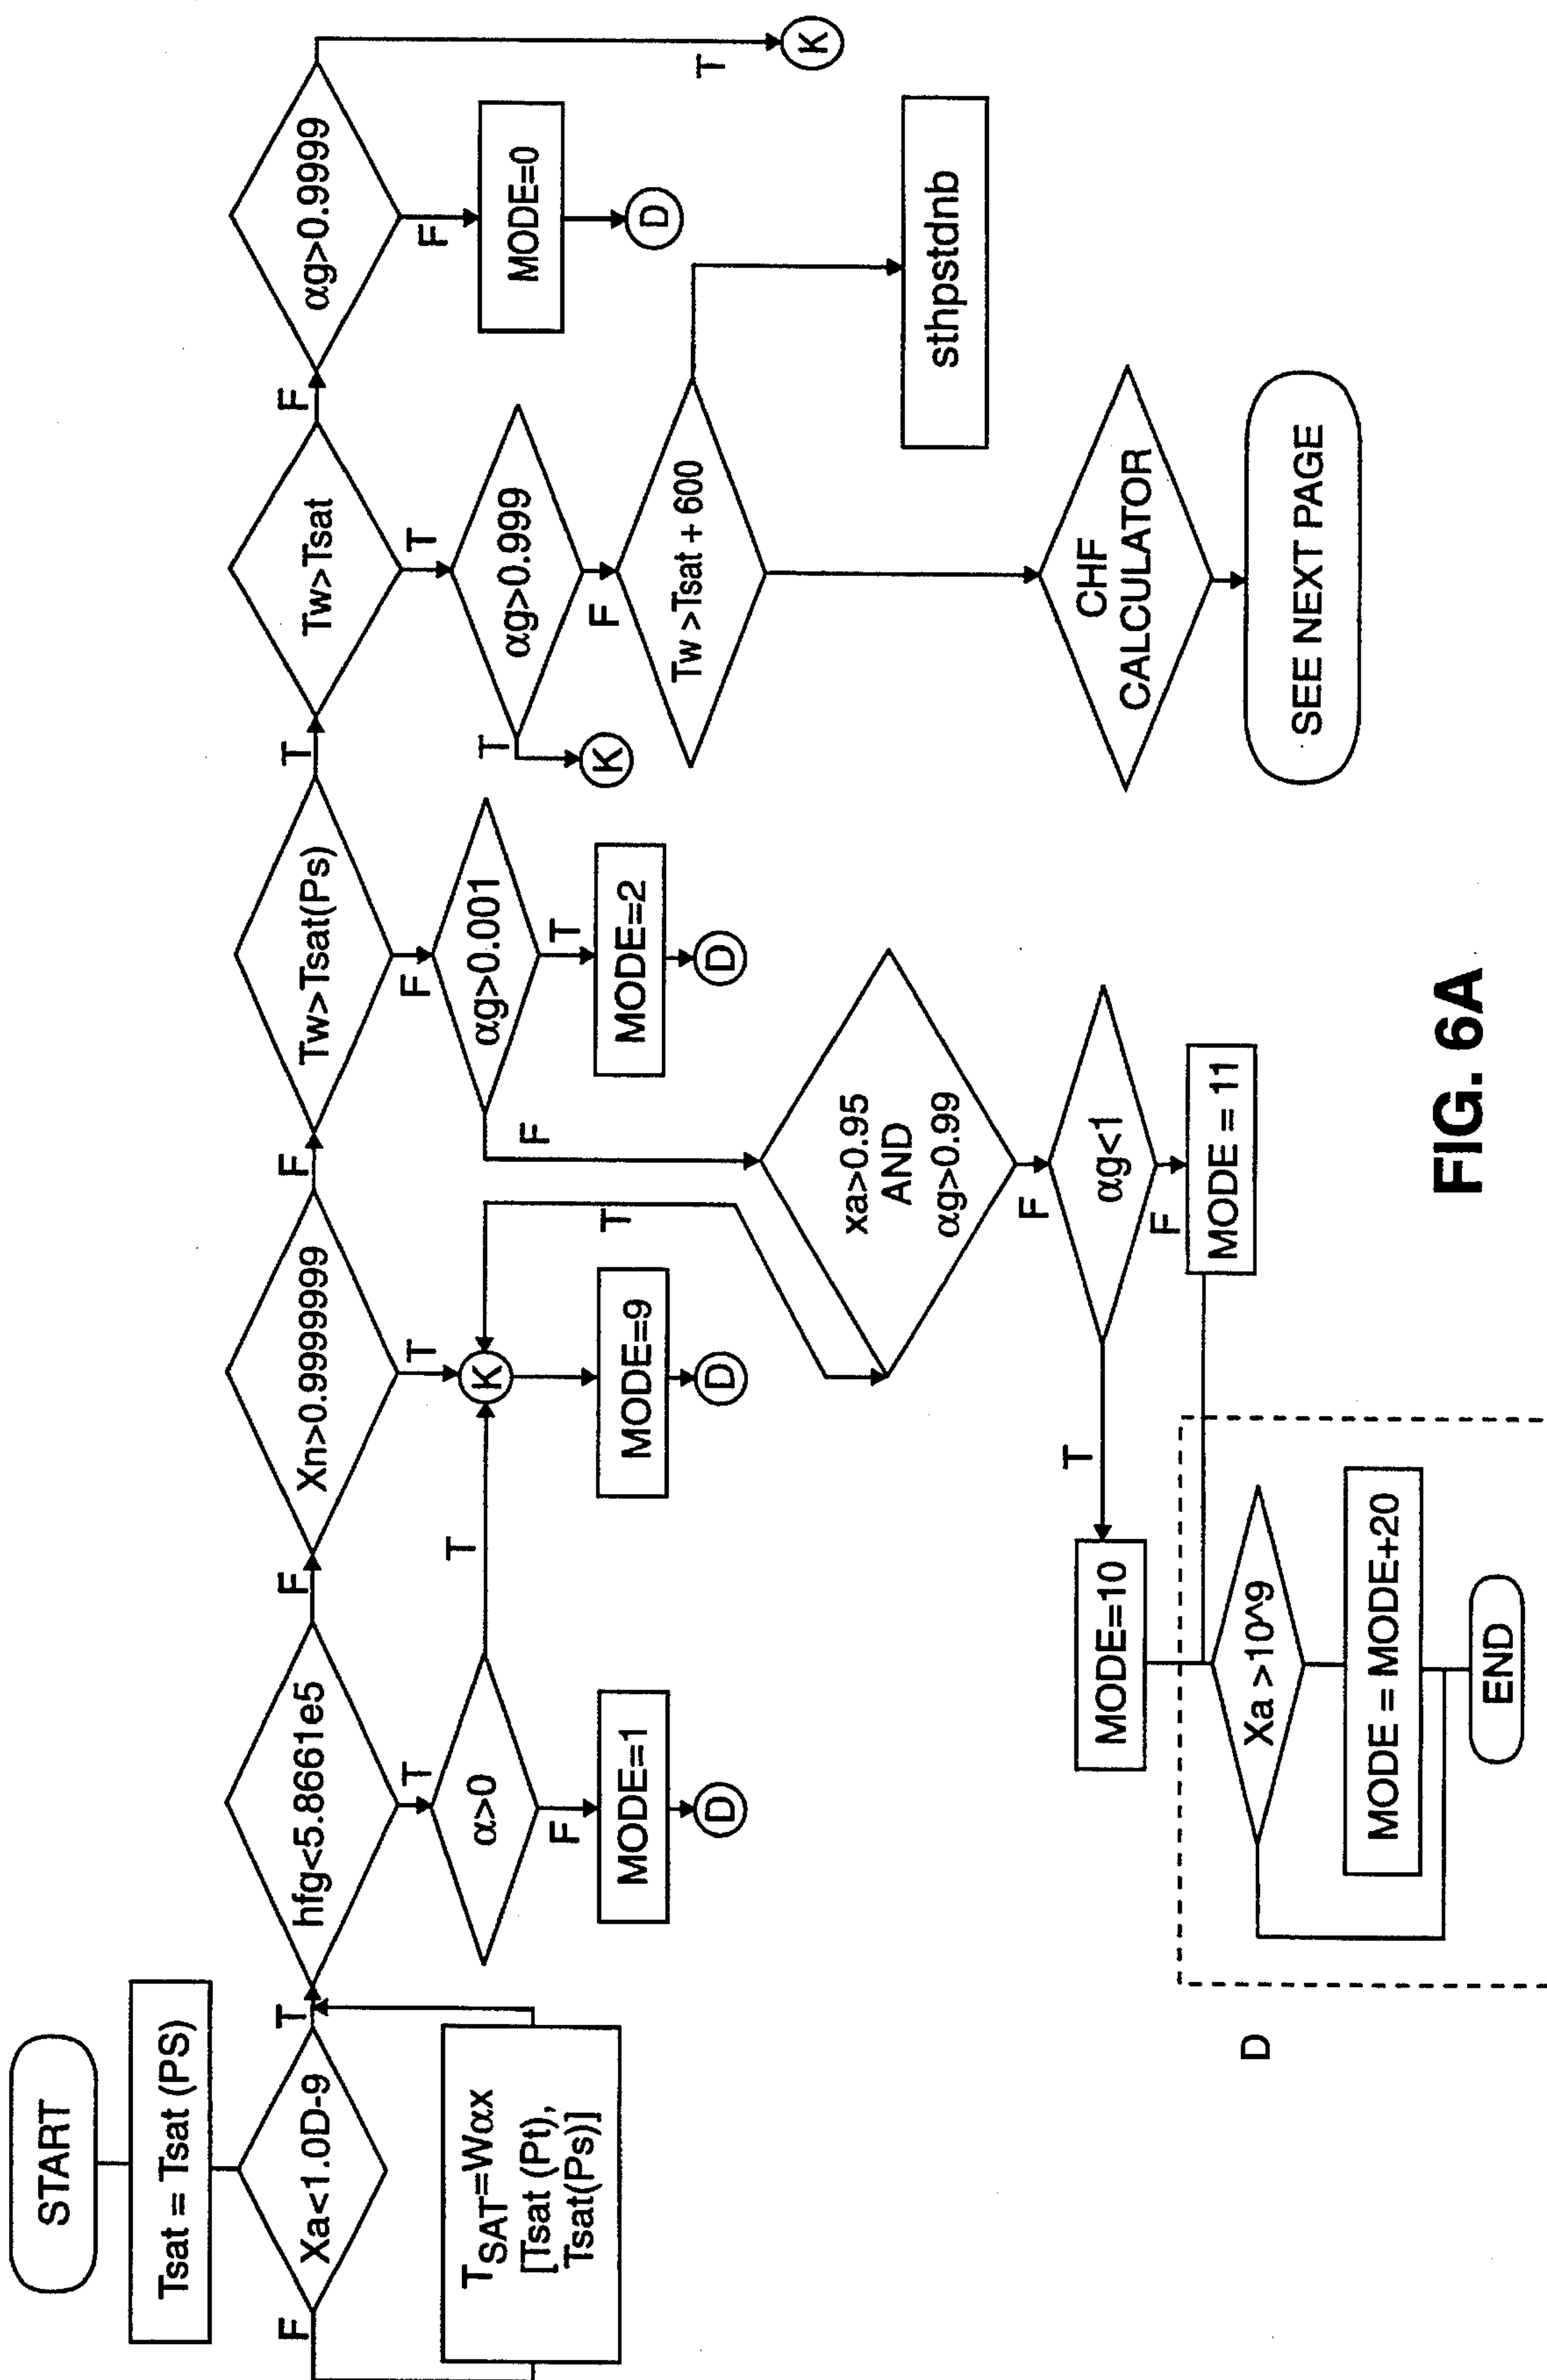 START
Tsat = Tsat (PS)
Xa<1.0D-9
F
T
TSAT=Wαx
[Tsat (Pt),
Tsat(Ps)]
hfg<5.8661e5
F
T
α>0
T
F
MODE=1
D
Xn>0.9999999
F
T
K
MODE=9
D
Tw>Tsat(Ps)
T
F
αg>0.001
F
T
MODE=2
D
Tw>Tsat
F
T
αg>0.999
T
K
F
Tw >Tsat + 600
sthpstdnb
CHF
CALCULATOR
SEE NEXT PAGE
αg>0.9999
F
MODE=0
D
T
K
xa>0.95
AND
αg>0.99
T
F
αg<1
T
F
MODE=10
MODE = 11
D
Xa >10^9
MODE = MODE+20
END
FIG. 6A